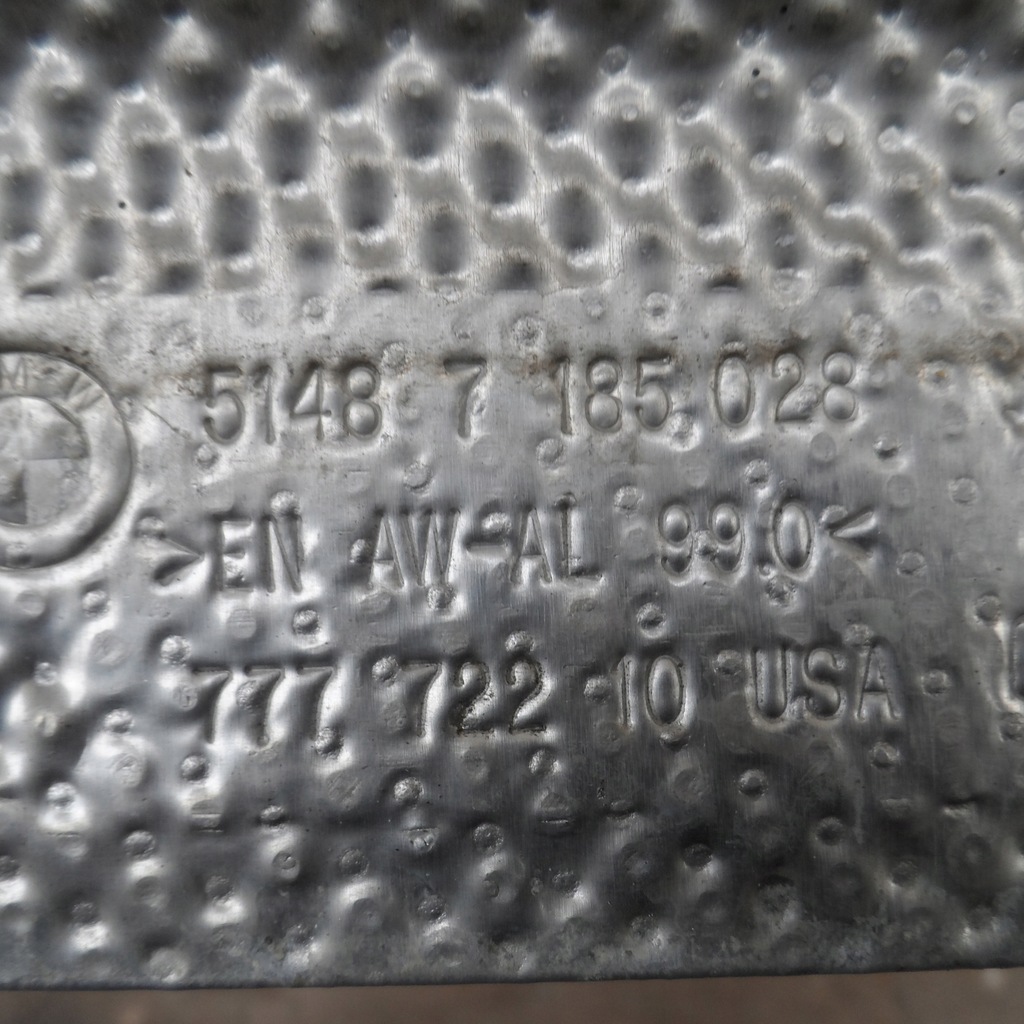 5148 7 185 028
>EN AW-AL 99.0<
777 722 10 USA